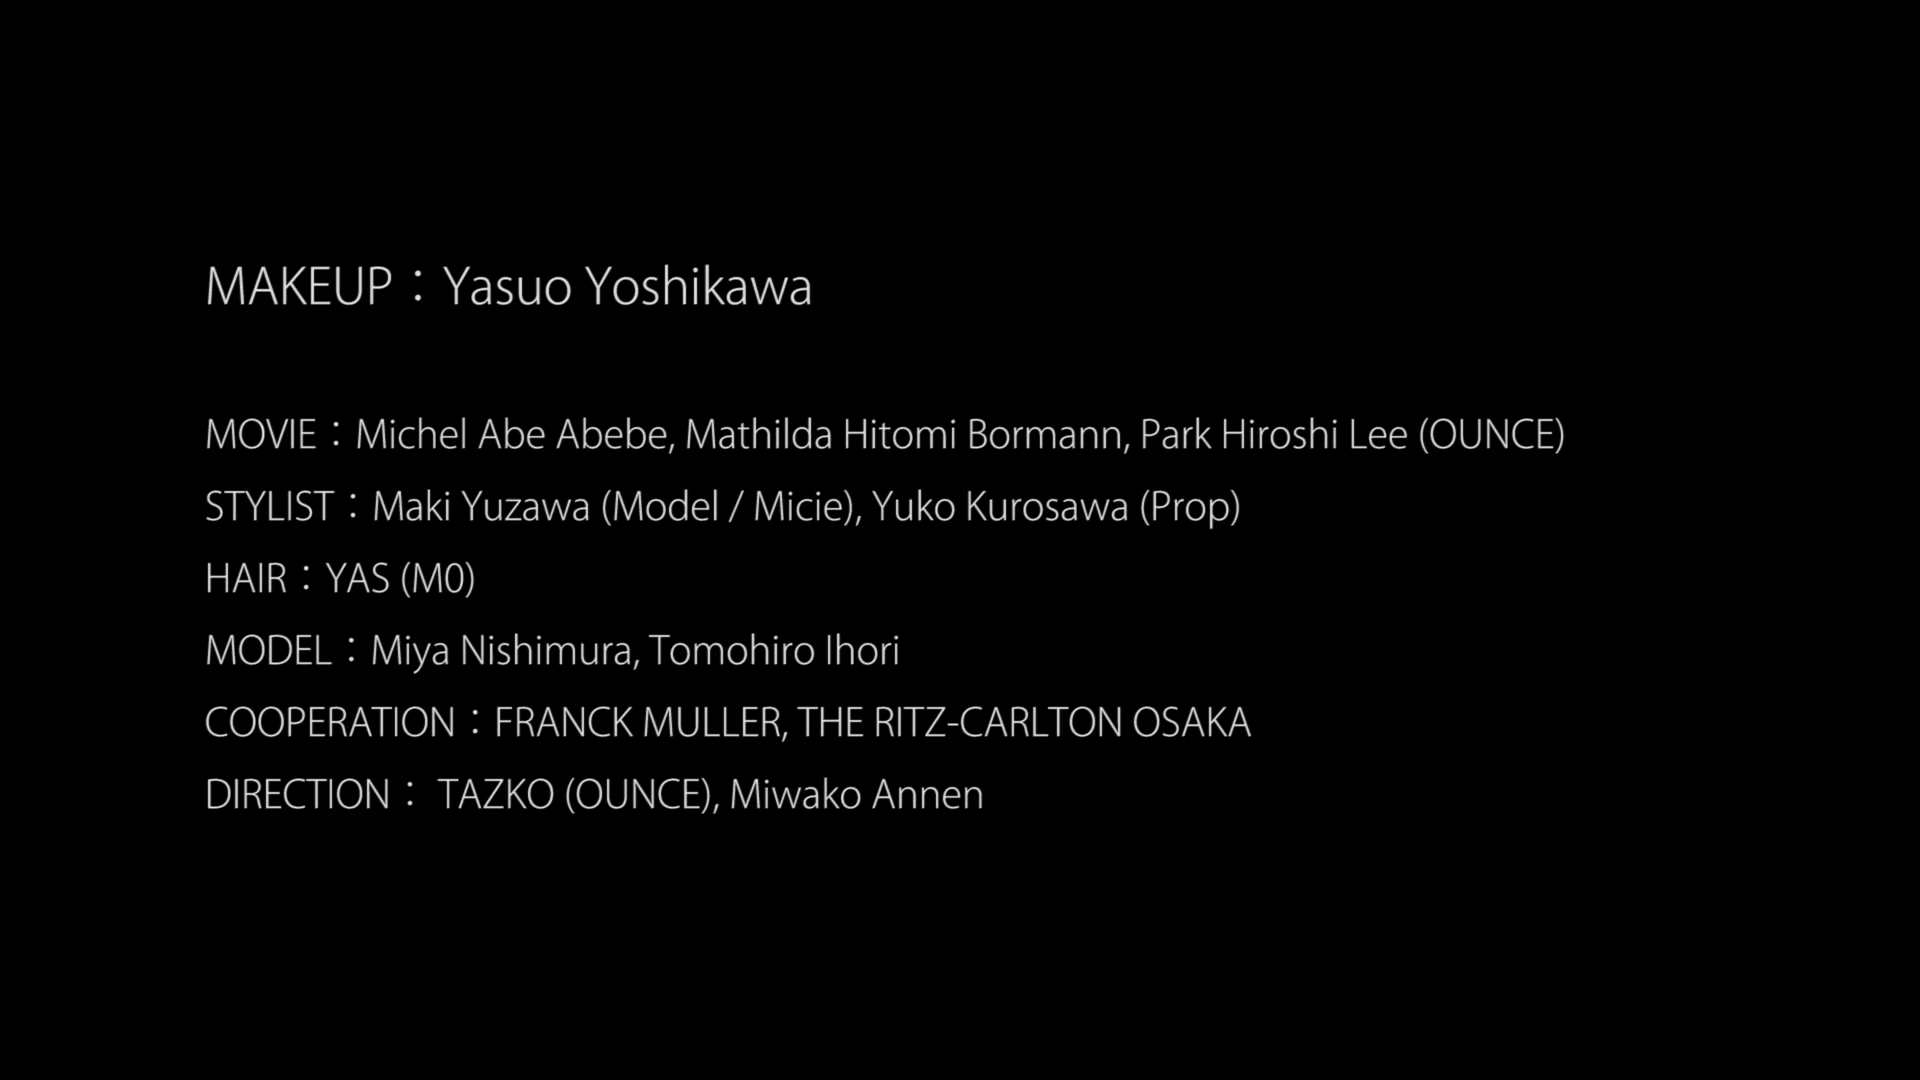 MAKEUP：Yasuo Yoshikawa
MOVIE：Michel Abe Abebe, Mathilda Hitomi Bormann, Park Hiroshi Lee (OUNCE)
STYLIST：Maki Yuzawa (Model / Micie), Yuko Kurosawa (Prop)
HAIR：YAS (M0)
MODEL：Miya Nishimura, Tomohiro Ihori
COOPERATION：FRANCK MULLER, THE RITZ-CARLTON OSAKA
DIRECTION： TAZKO (OUNCE), Miwako Annen